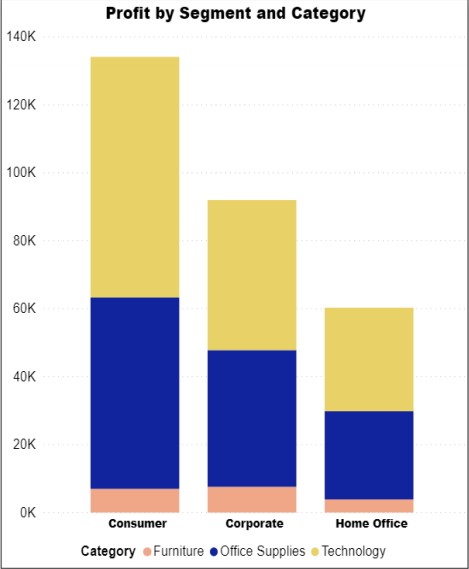 Profit by Segment and Category
140K
120K
100K
80K
60K
40K
20K
0K
Consumer Corporate Home Office
Category Furniture Office Supplies Technology